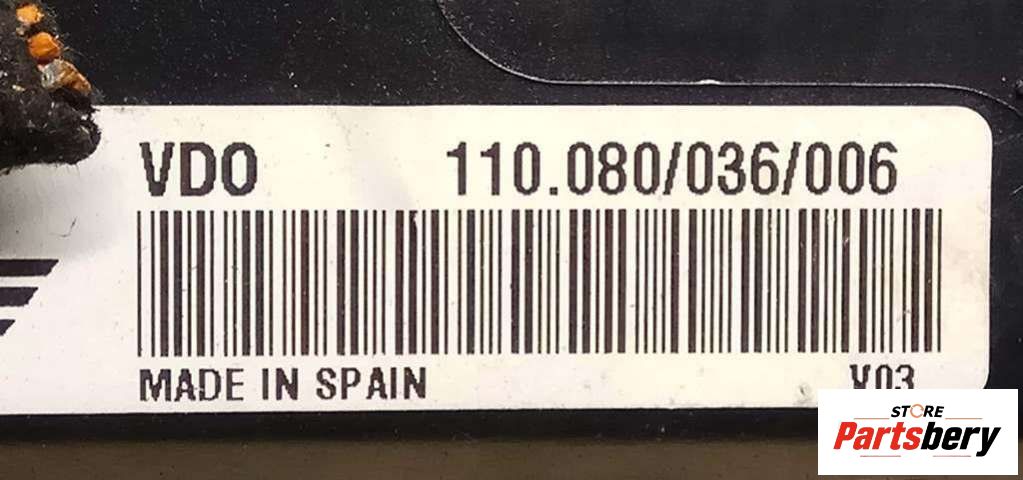 VDO 110.080/036/006
MADE IN SPAIN V03
STORE
Partsbery